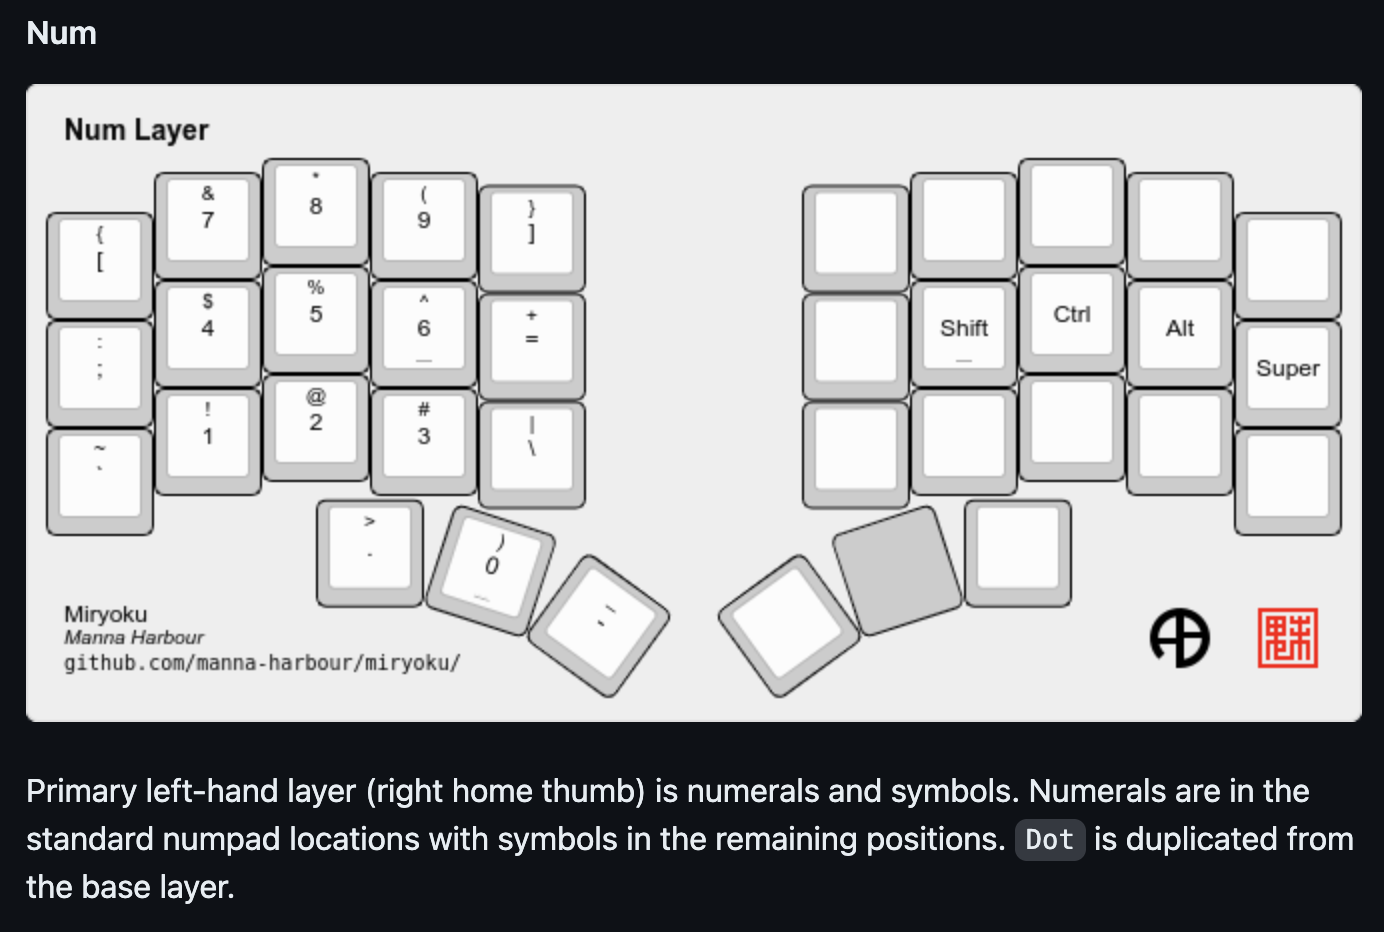 Num
Num Layer
{ & * ( }
[ 7 8 9 ]
: $ % ^ +
; 4 5 6 =
Shift Ctrl Alt Super
~ ! @ # |
` 1 2 3 \
> ) _
. 0 -
Miryoku
Manna Harbour
github.com/manna-harbour/miryoku/
Primary left-hand layer (right home thumb) is numerals and symbols. Numerals are in the
standard numpad locations with symbols in the remaining positions. Dot is duplicated from
the base layer.